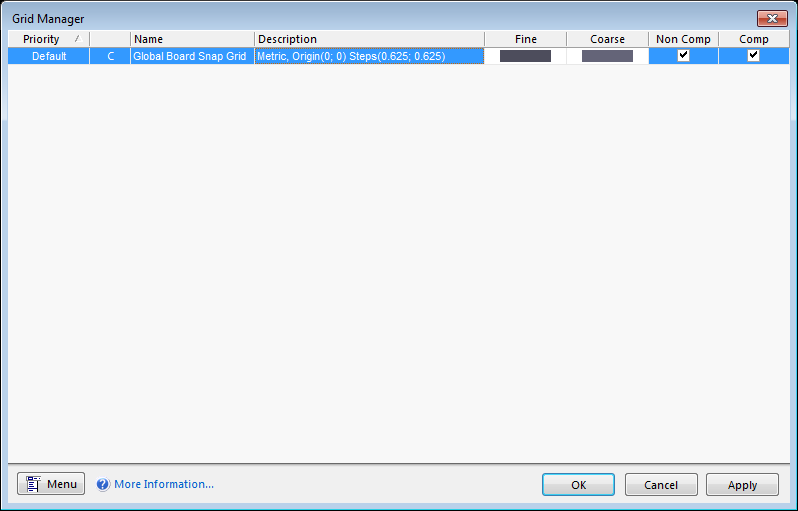 Grid Manager
Priority Name Description Fine Coarse Non Comp Comp
Default C Global Board Snap Grid Metric, Origin(0; 0) Steps(0.625; 0.625)
Menu ? More Information... OK Cancel Apply